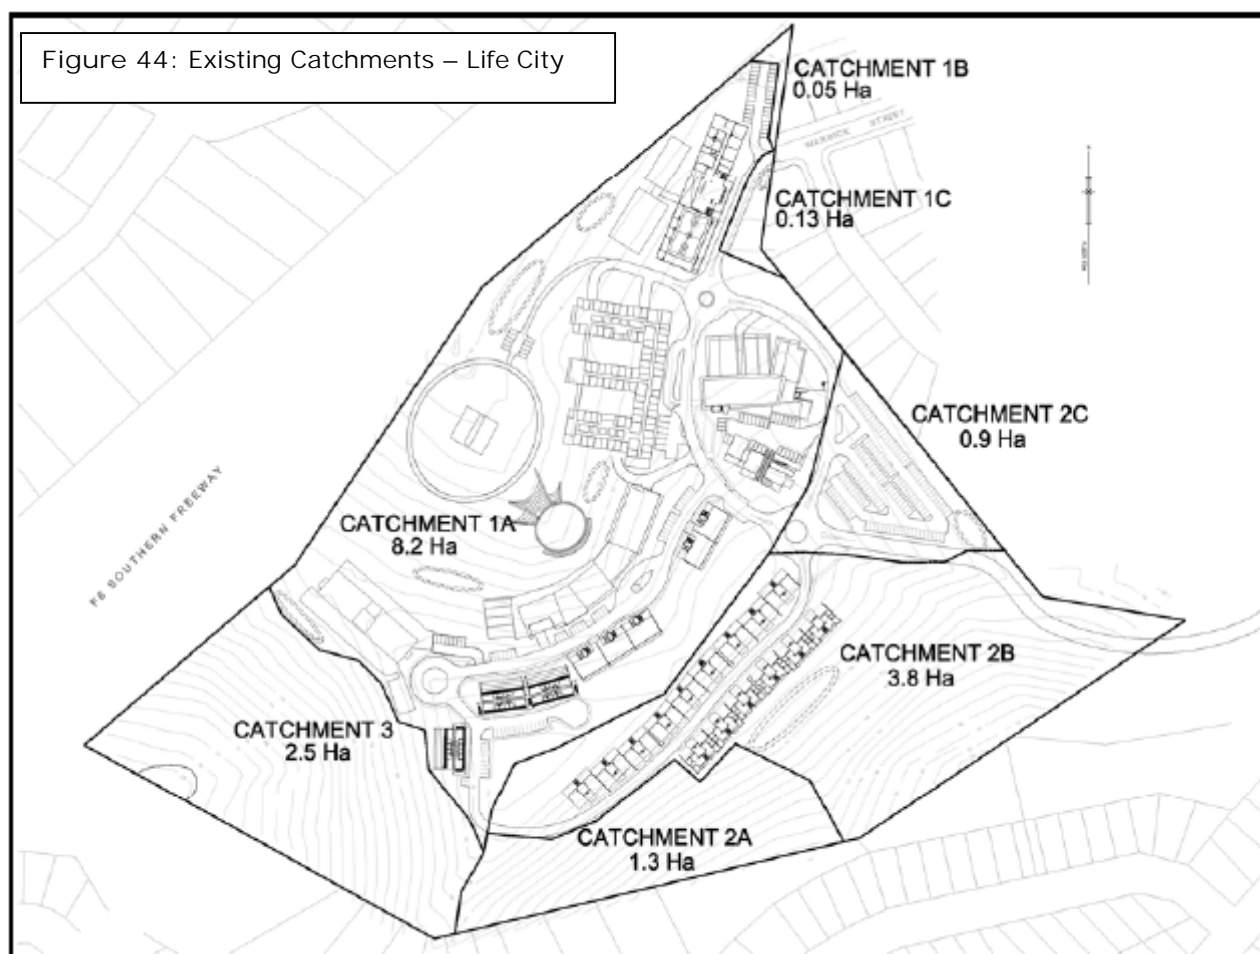 Figure 44: Existing Catchments – Life City
CATCHMENT 1B
0.05 Ha
WARWICK STREET
CATCHMENT 1C
0.13 Ha
CATCHMENT 2C
0.9 Ha
F6 SOUTHERN FREEWAY
CATCHMENT 1A
8.2 Ha
CATCHMENT 2B
3.8 Ha
CATCHMENT 3
2.5 Ha
CATCHMENT 2A
1.3 Ha